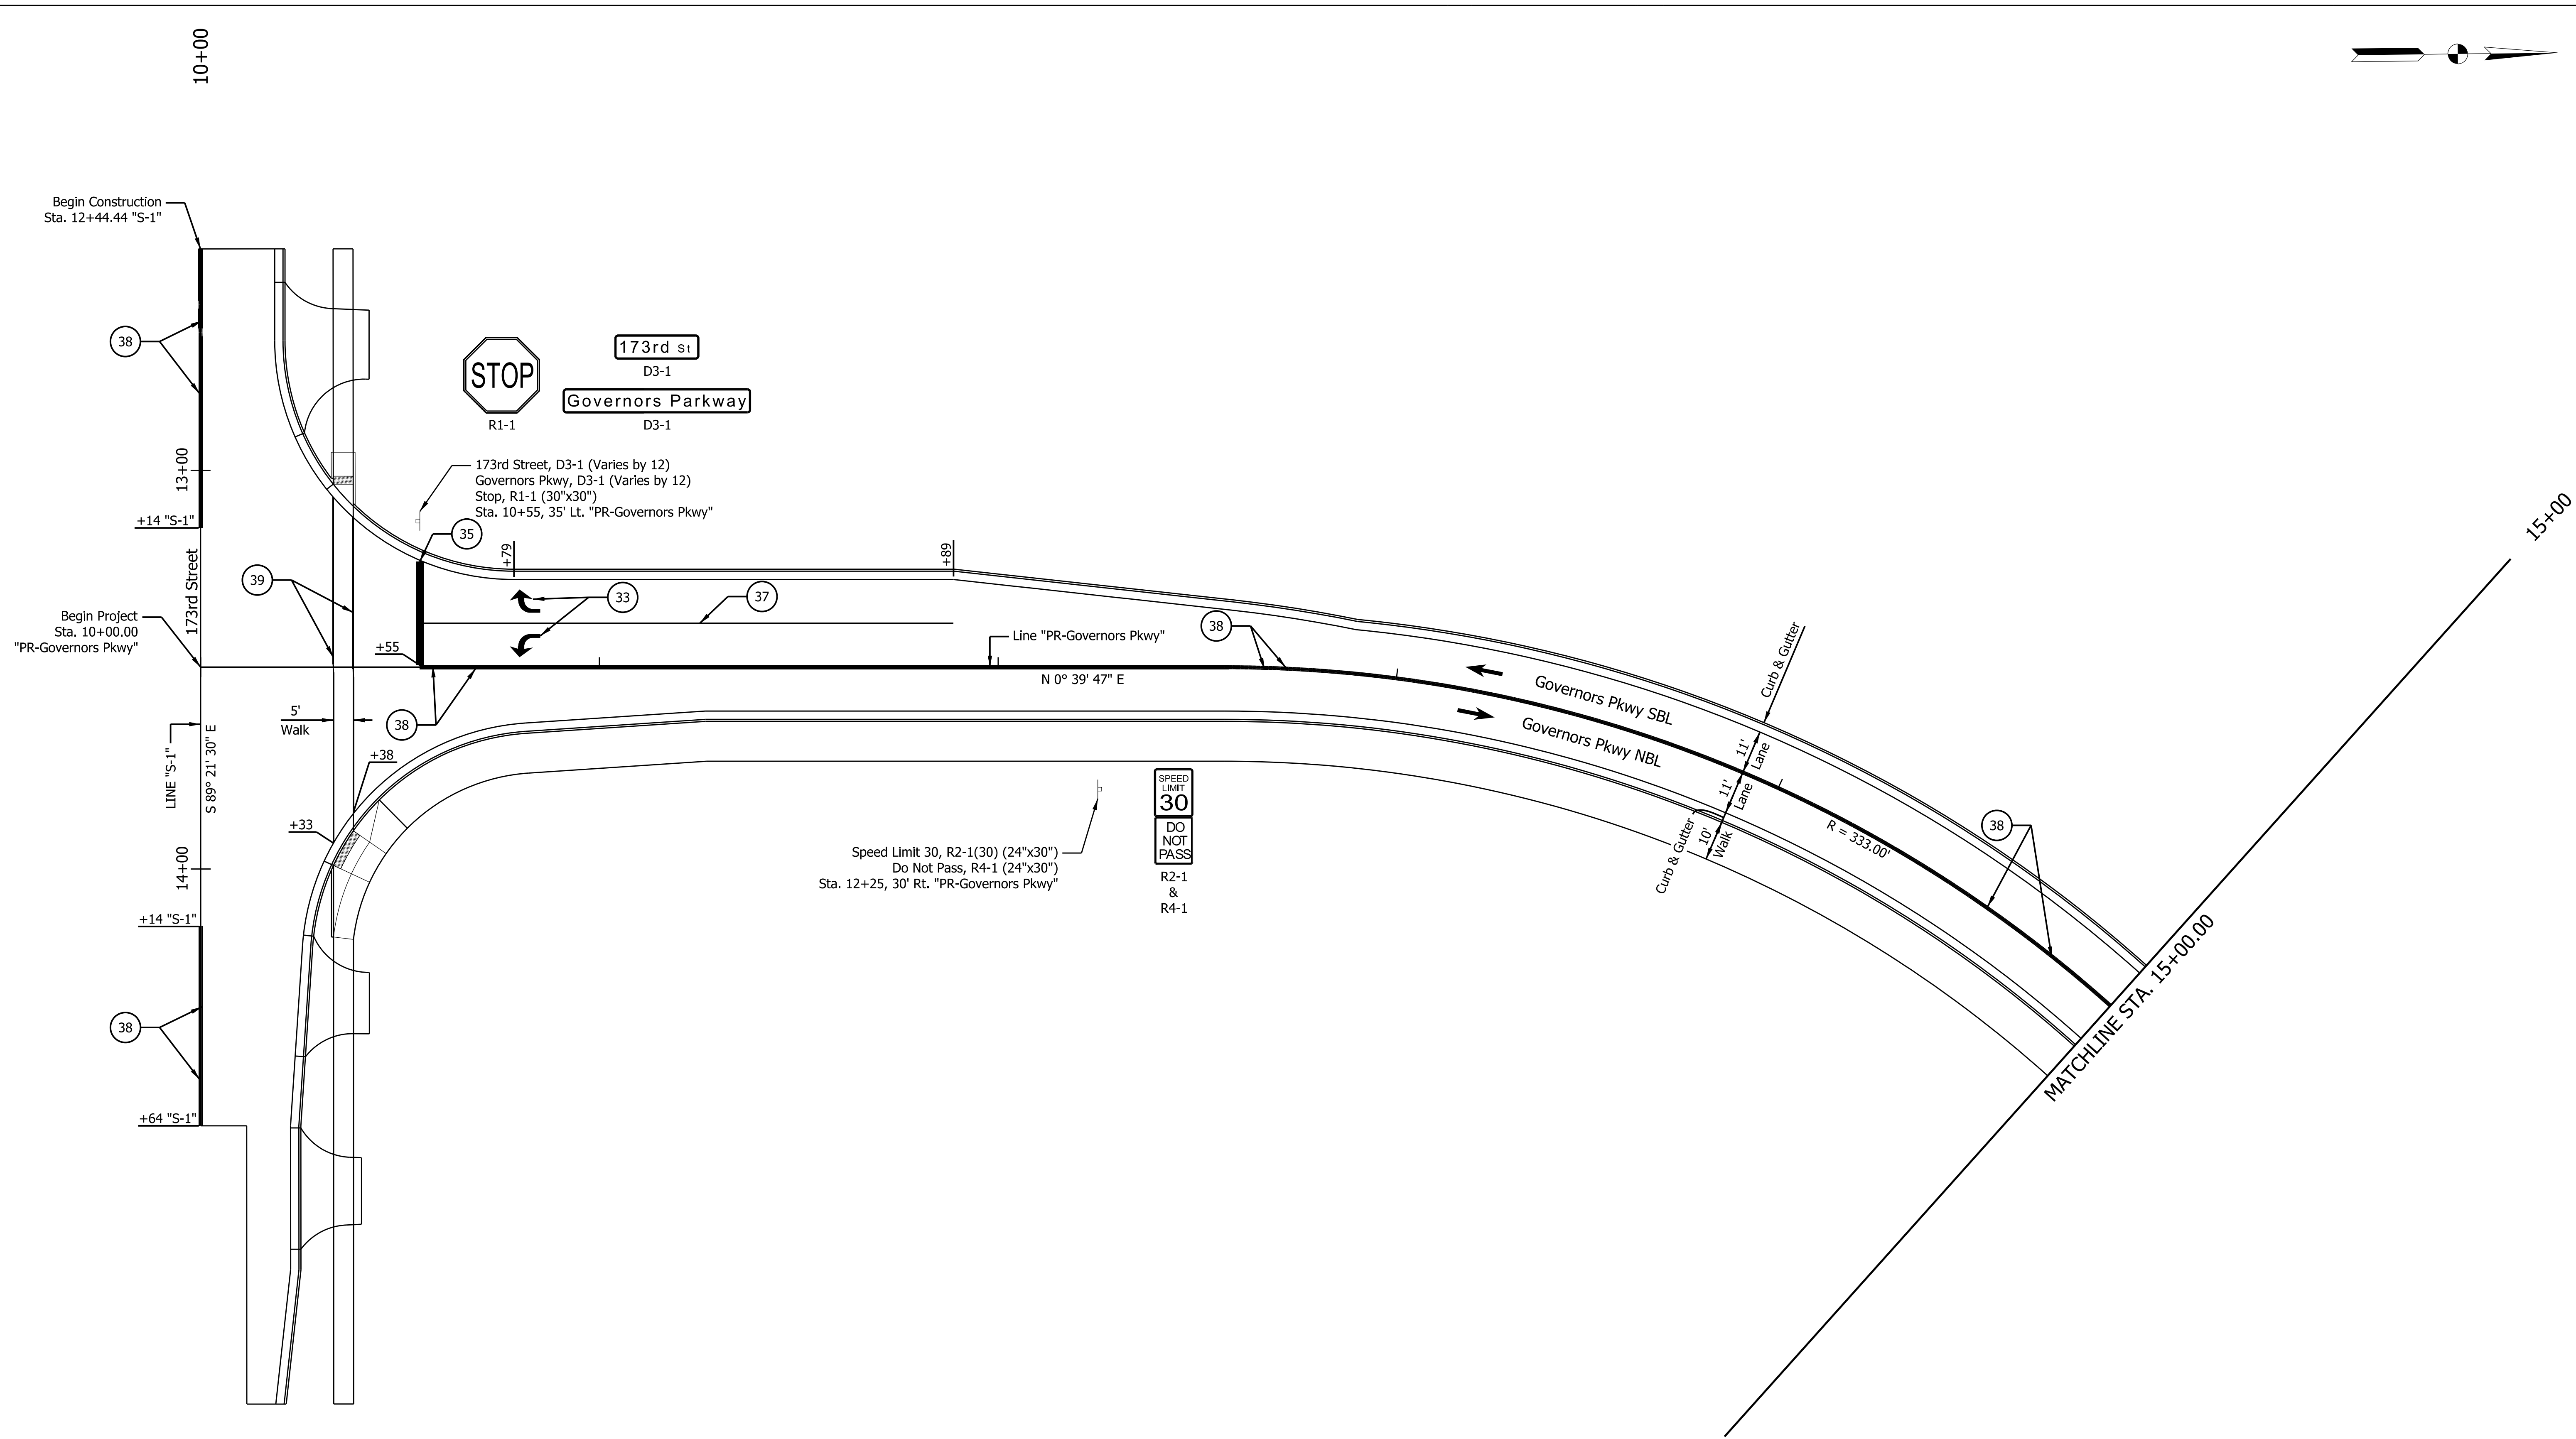 10+00
Begin Construction
Sta. 12+44.44 "S-1"
38
STOP
R1-1
173rd St
D3-1
Governors Parkway
D3-1
13+00
+14 "S-1"
173rd Street, D3-1 (Varies by 12)
Governors Pkwy, D3-1 (Varies by 12)
Stop, R1-1 (30"x30")
Sta. 10+55, 35' Lt. "PR-Governors Pkwy"
35
+79
+89
15+00
173rd Street
39
33
37
Begin Project
Sta. 10+00.00
"PR-Governors Pkwy"
+55
38
Line "PR-Governors Pkwy"
N 0° 39' 47" E
Curb & Gutter
Governors Pkwy SBL
Governors Pkwy NBL
11'
Lane
11'
Lane
10'
Walk
Curb & Gutter
R = 333.00'
38
5'
Walk
38
LINE "S-1"
S 89° 21' 30" E
+38
+33
SPEED
LIMIT
30
DO
NOT
PASS
R2-1
&
R4-1
Speed Limit 30, R2-1(30) (24"x30")
Do Not Pass, R4-1 (24"x30")
Sta. 12+25, 30' Rt. "PR-Governors Pkwy"
14+00
+14 "S-1"
38
+64 "S-1"
MATCHLINE STA. 15+00.00